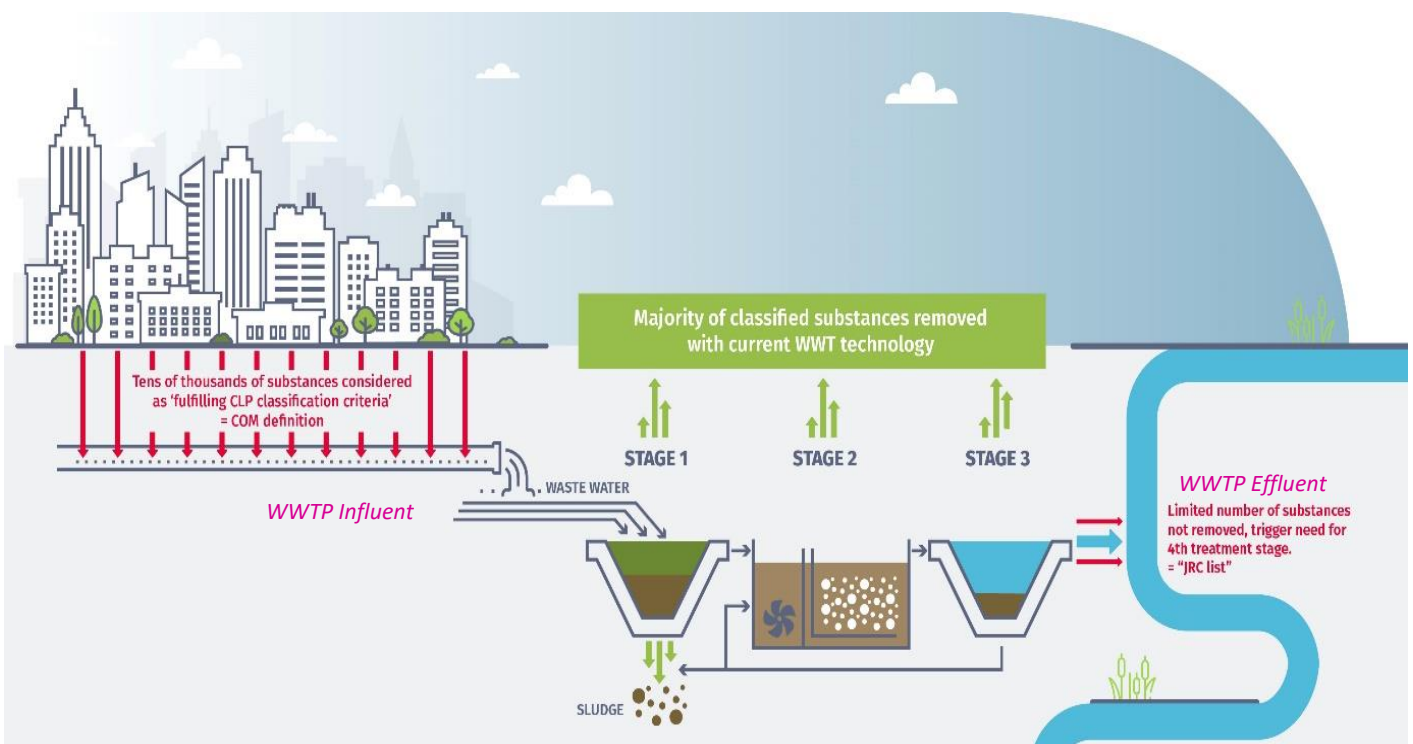 Majority of classified substances removed
with current WWT technology
Tens of thousands of substances considered
as ‘fulfilling CLP classification criteria’
= COM definition
STAGE 1
STAGE 2
STAGE 3
WASTE WATER
WWTP Influent
WWTP Effluent
Limited number of substances
not removed, trigger need for
4th treatment stage.
= “JRC list”
SLUDGE